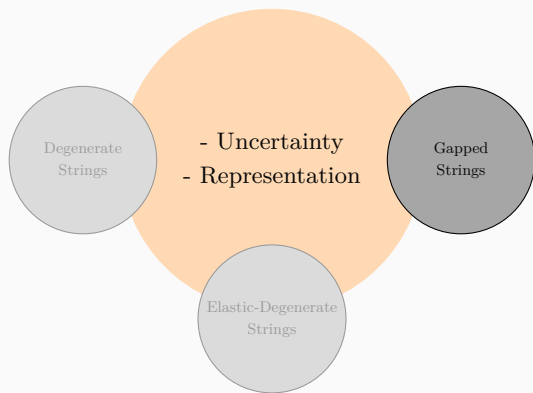 - Uncertainty
- Representation
Degenerate
Strings
Gapped
Strings
Elastic-Degenerate
Strings